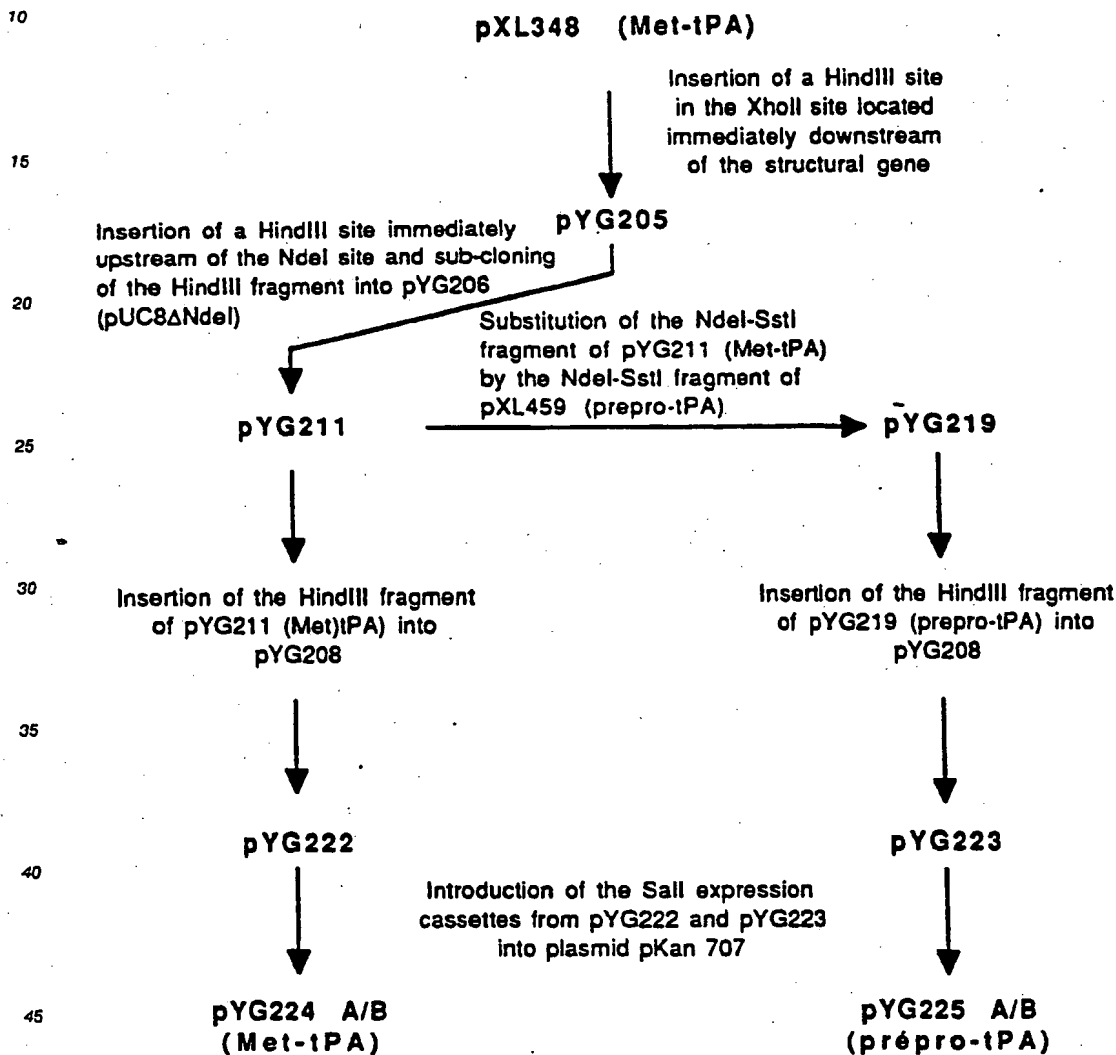 10
pXL348 (Met-tPA)
Insertion of a HindIII site
in the XhoII site located
immediately downstream
of the structural gene
15
pYG205
Insertion of a HindIII site immediately
upstream of the NdeI site and sub-cloning
of the HindIII fragment into pYG206
(pUC8ΔNdeI)
20
Substitution of the NdeI-SstI
fragment of pYG211 (Met-tPA)
by the NdeI-SstI fragment of
pXL459 (prepro-tPA)
pYG211
pYG219
25
30
Insertion of the HindIII fragment
of pYG211 (Met)tPA) into
pYG208
Insertion of the HindIII fragment
of pYG219 (prepro-tPA) into
pYG208
35
pYG222
pYG223
40
Introduction of the SalI expression
cassettes from pYG222 and pYG223
into plasmid pKan 707
45
pYG224 A/B
(Met-tPA)
pYG225 A/B
(prépro-tPA)